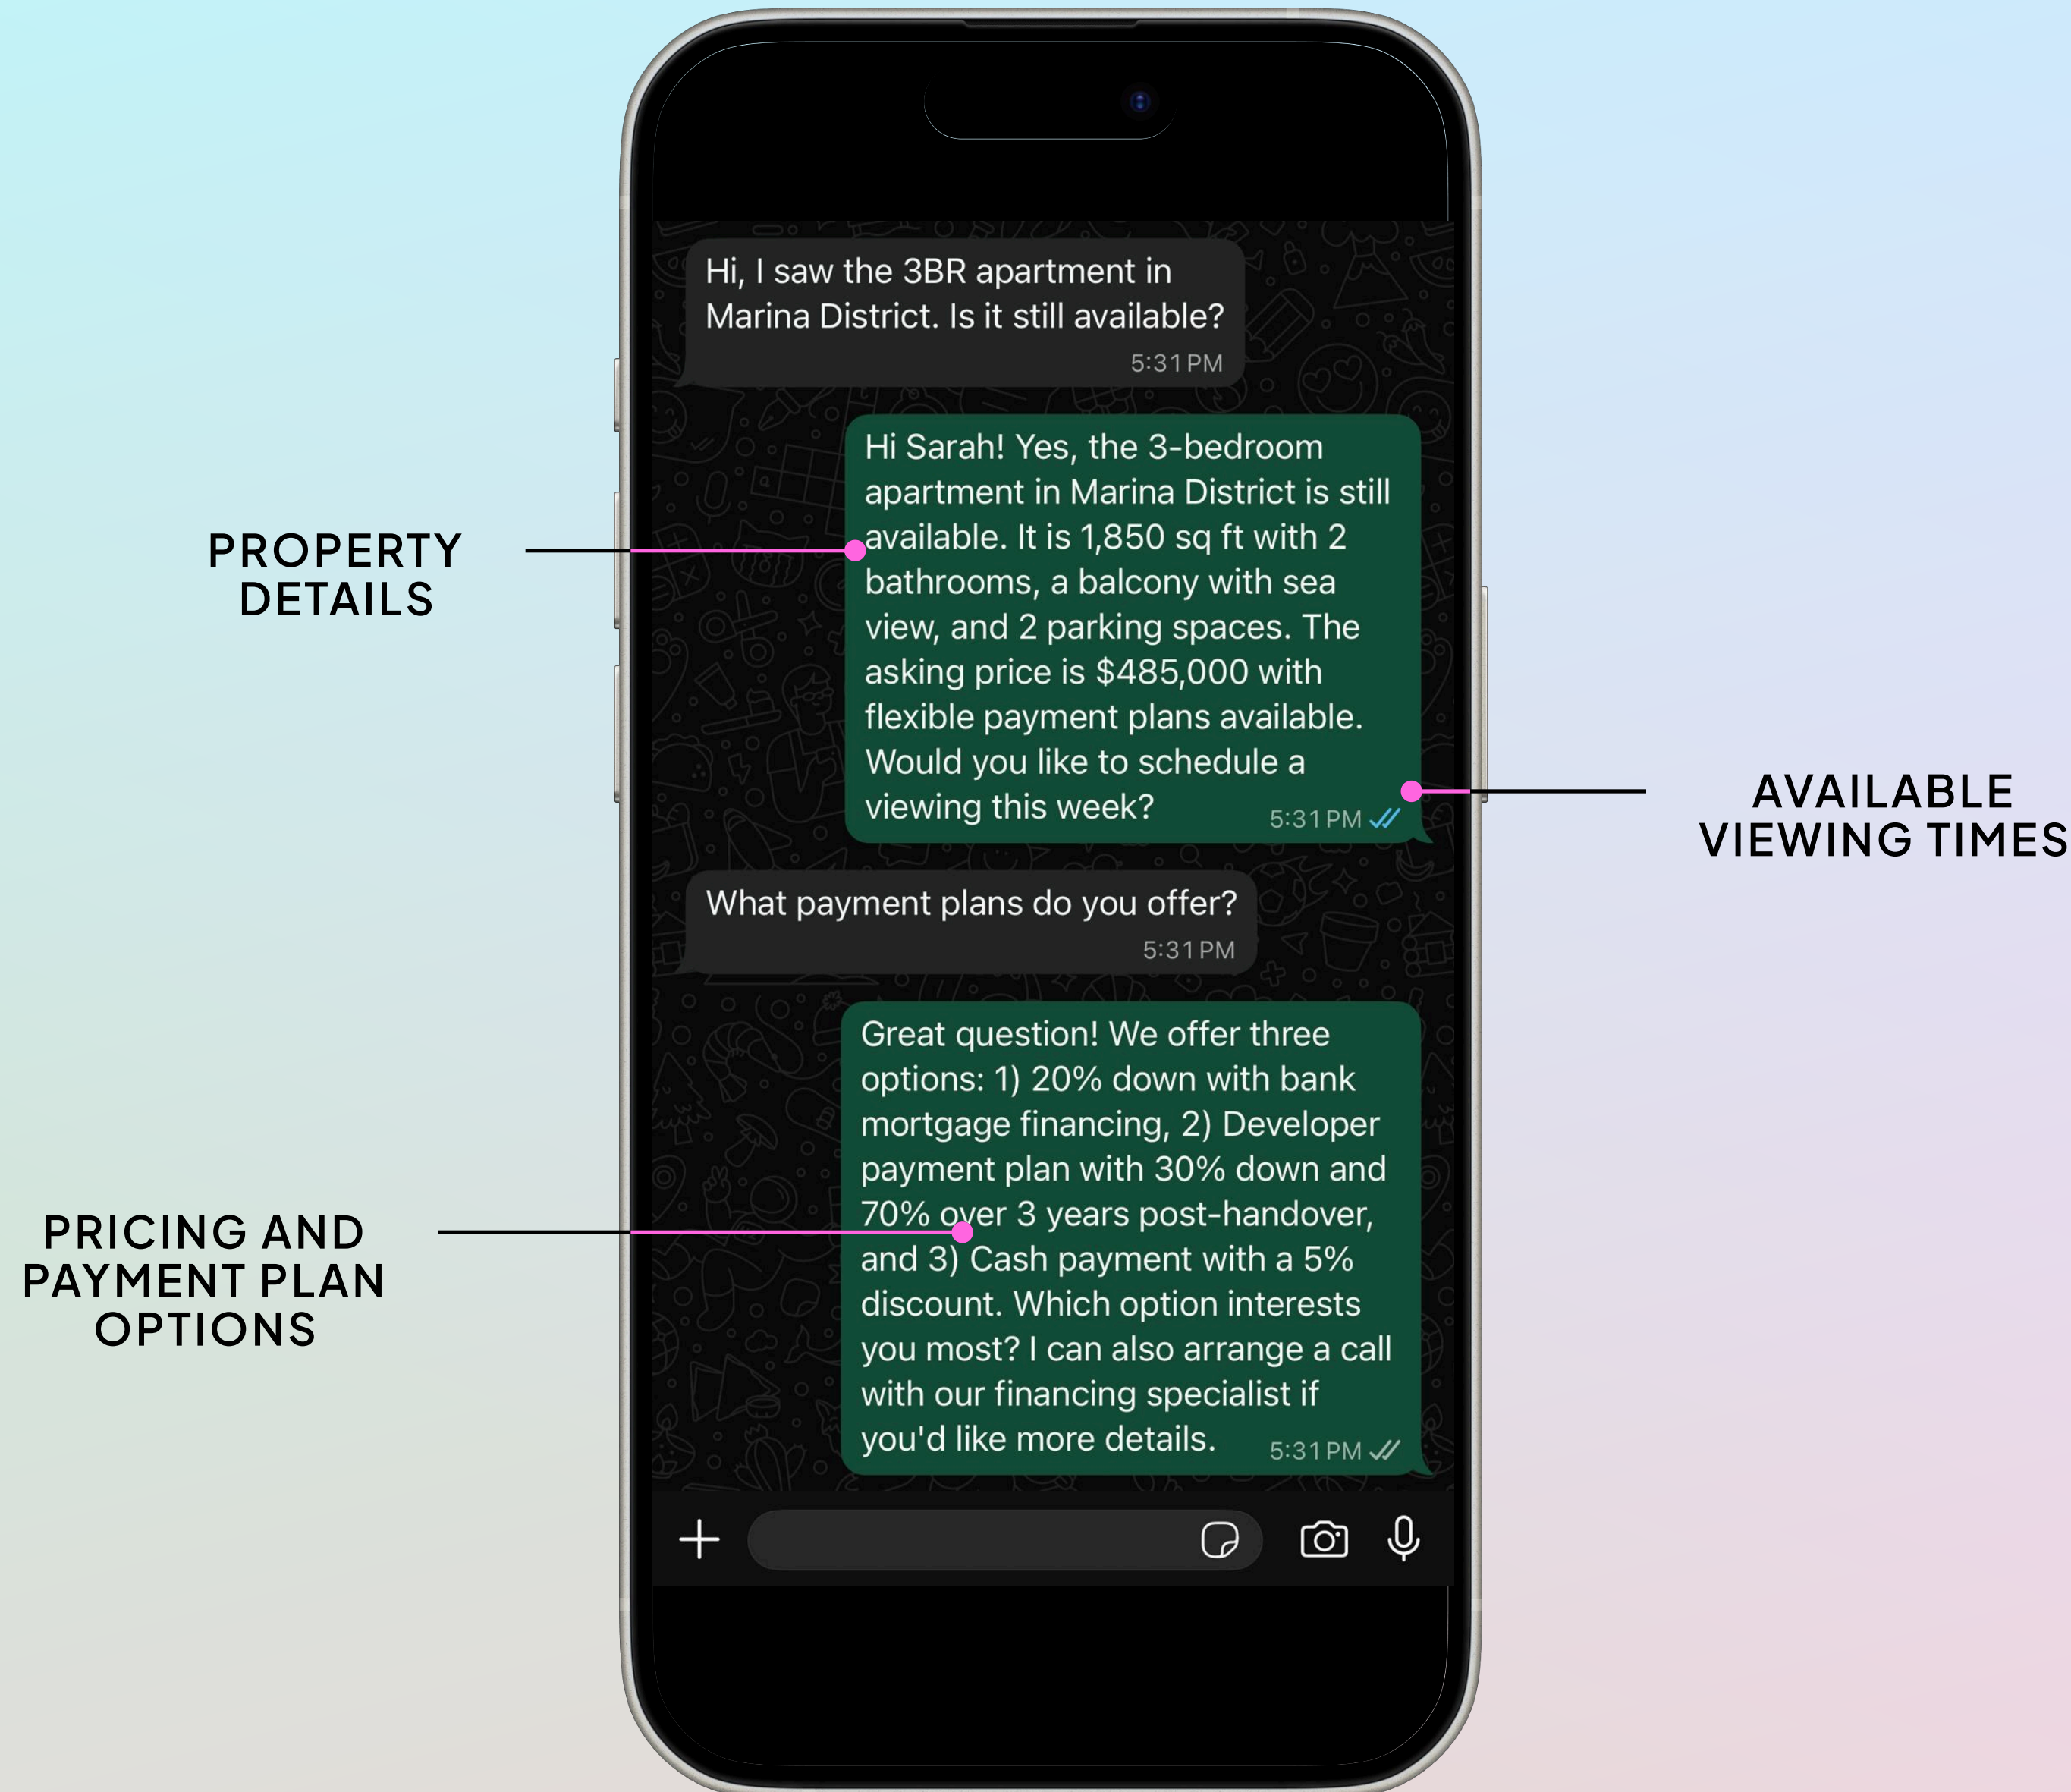 Hi, I saw the 3BR apartment in
Marina District. Is it still available?
5:31 PM
Hi Sarah! Yes, the 3-bedroom
apartment in Marina District is still
available. It is 1,850 sq ft with 2
bathrooms, a balcony with sea
view, and 2 parking spaces. The
asking price is $485,000 with
flexible payment plans available.
Would you like to schedule a
viewing this week?
5:31 PM
PROPERTY
DETAILS
AVAILABLE
VIEWING TIMES
What payment plans do you offer?
5:31 PM
Great question! We offer three
options: 1) 20% down with bank
mortgage financing, 2) Developer
payment plan with 30% down and
70% over 3 years post-handover,
and 3) Cash payment with a 5%
discount. Which option interests
you most? I can also arrange a call
with our financing specialist if
you'd like more details.
5:31 PM
PRICING AND
PAYMENT PLAN
OPTIONS